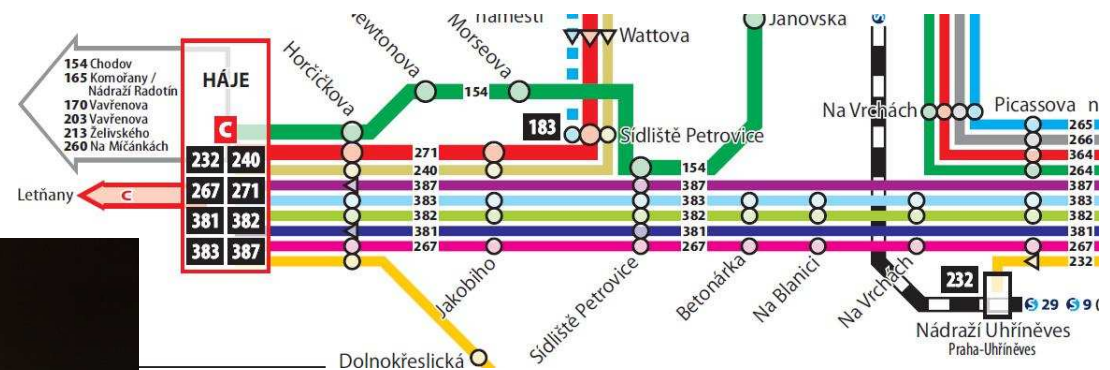 náměstí
Janovská
S
Wattova
Newtonova
Morseova
Horčičkova
154 Chodov
165 Komořany /
Nádraží Radotín
170 Vavřenova
203 Vavřenova
213 Želivského
260 Na Míčánkách
HÁJE
C
154
183
Sídliště Petrovice
Na Vrchách
Picassova n
265
266
364
264
232 240
267 271
381 382
383 387
Letňany
C
271
240
387
383
382
381
267
154
387
383
382
381
267
387
383
382
381
267
232
Jakobiho
Sídliště Petrovice
Betonárka
Na Blanici
Na Vrchách
232
S 29 S 9 (
Nádraží Uhříněves
Praha-Uhříněves
Dolnokřeslická